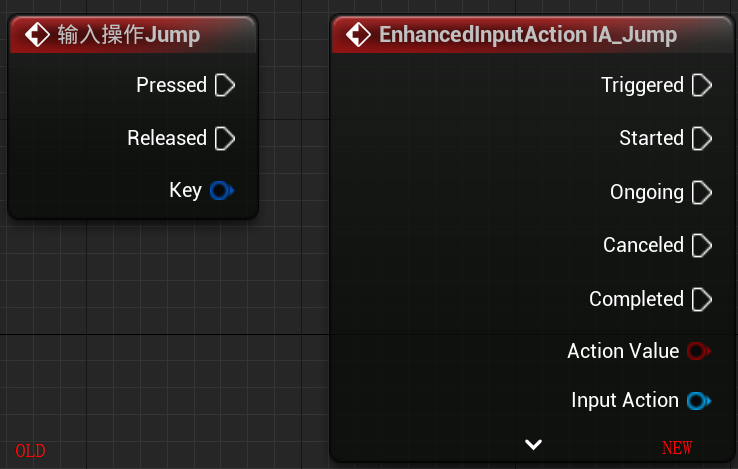 输入操作Jump
Pressed
Released
Key
OLD
EnhancedInputAction IA_Jump
Triggered
Started
Ongoing
Canceled
Completed
Action Value
Input Action
NEW